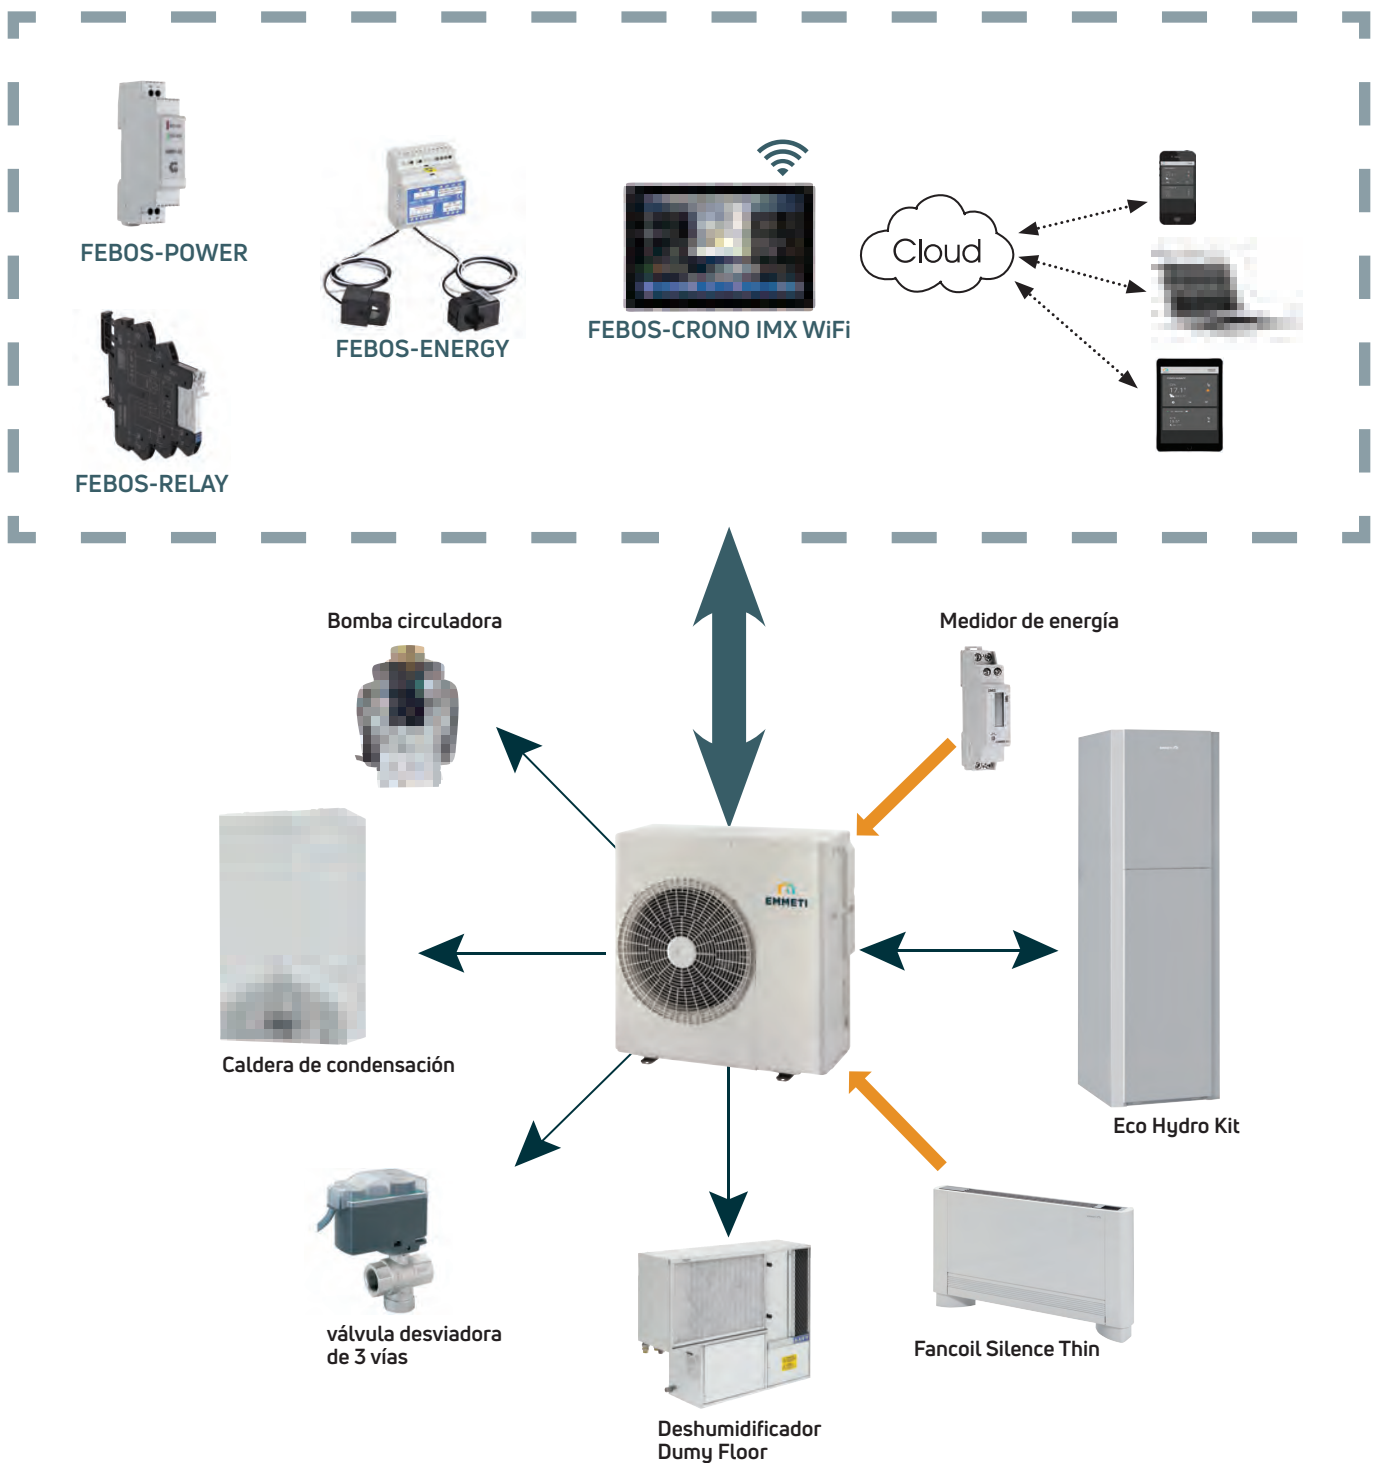 FEBOS-POWER
FEBOS-ENERGY
FEBOS-CRONO IMX WiFi
Cloud
FEBOS-RELAY
Bomba circuladora
Medidor de energía
EMMETI
Caldera de condensación
Eco Hydro Kit
válvula desviadora
de 3 vías
Fancoil Silence Thin
Deshumidificador
Dumy Floor